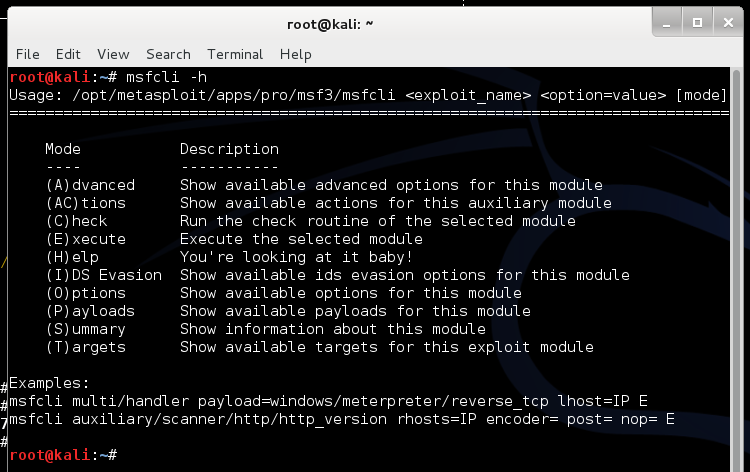 root@kali: ~
File Edit View Search Terminal Help
root@kali:~# msfcli -h
Usage: /opt/metasploit/apps/pro/msf3/msfcli <exploit_name> <option=value> [mode]
================================================================================
Mode Description
---- -----------
(A)dvanced Show available advanced options for this module
(AC)tions Show available actions for this auxiliary module
(C)heck Run the check routine of the selected module
(E)xecute Execute the selected module
(H)elp You're looking at it baby!
(I)DS Evasion Show available ids evasion options for this module
(O)ptions Show available options for this module
(P)ayloads Show available payloads for this module
(S)ummary Show information about this module
(T)argets Show available targets for this exploit module
Examples:
msfcli multi/handler payload=windows/meterpreter/reverse_tcp lhost=IP E
msfcli auxiliary/scanner/http/http_version rhosts=IP encoder= post= nop= E
root@kali:~#